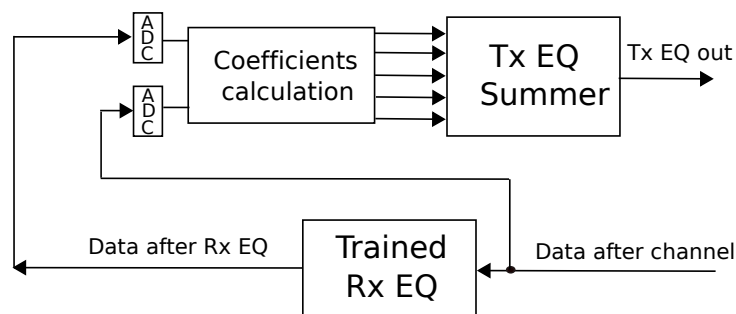 A
D
C
Coefficients
calculation
Tx EQ
Summer
Tx EQ out
A
D
C
Data after Rx EQ
Trained
Rx EQ
Data after channel